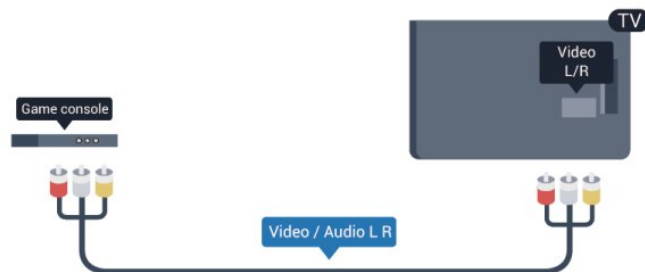 TV
Video
L/R
Game console
Video / Audio L R